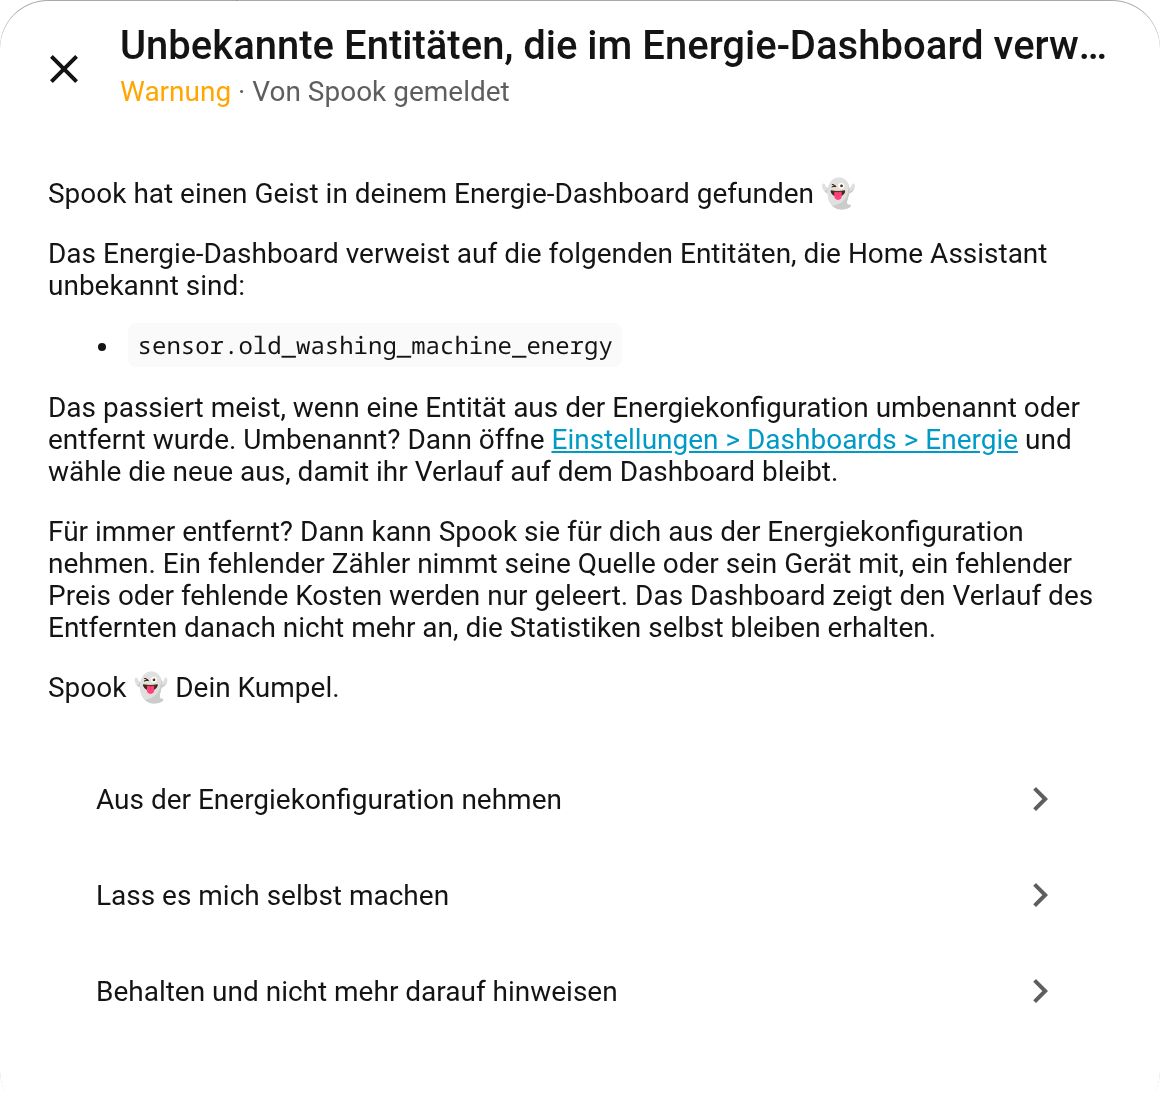 Unbekannte Entitäten, die im Energie-Dashboard verw…
Warnung · Von Spook gemeldet
Spook hat einen Geist in deinem Energie-Dashboard gefunden 👻
Das Energie-Dashboard verweist auf die folgenden Entitäten, die Home Assistant
unbekannt sind:
• sensor.old_washing_machine_energy
Das passiert meist, wenn eine Entität aus der Energiekonfiguration umbenannt oder
entfernt wurde. Umbenannt? Dann öffne Einstellungen > Dashboards > Energie und
wähle die neue aus, damit ihr Verlauf auf dem Dashboard bleibt.
Für immer entfernt? Dann kann Spook sie für dich aus der Energiekonfiguration
nehmen. Ein fehlender Zähler nimmt seine Quelle oder sein Gerät mit, ein fehlender
Preis oder fehlende Kosten werden nur geleert. Das Dashboard zeigt den Verlauf des
Entfernten danach nicht mehr an, die Statistiken selbst bleiben erhalten.
Spook 👻 Dein Kumpel.
Aus der Energiekonfiguration nehmen
Lass es mich selbst machen
Behalten und nicht mehr darauf hinweisen